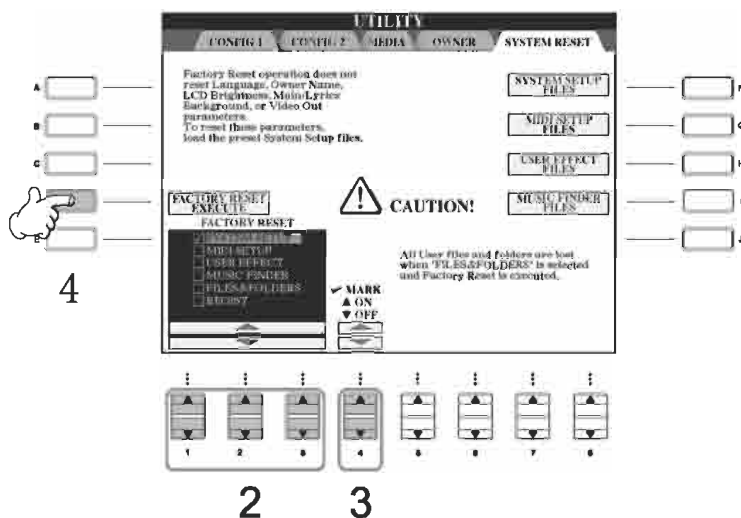 UTILITY
CONFIG 1
CONFIG 2
MEDIA
OWNER
SYSTEM RESET
Factory Reset operation does not
reset Language, Owner Name,
LCD Brightness, Main/Lyrics
Background, or Video Out
parameters.
To reset these parameters,
load the preset System Setup files.
SYSTEM SETUP
FILES
MIDI SETUP
FILES
USER EFFECT
FILES
MUSIC FINDER
FILES
A
B
C
E
H
4
FACTORY RESET
EXECUTE
CAUTION!
FACTORY RESET
MIDI SETUP
USER EFFECT
MUSIC FINDER
FILES&FOLDERS
REGIST
MARK
ON
OFF
All User files and folders are lost
when "FILES&FOLDERS" is selected
and Factory Reset is executed.
1
2
3
4
5
6
7
8
2
3